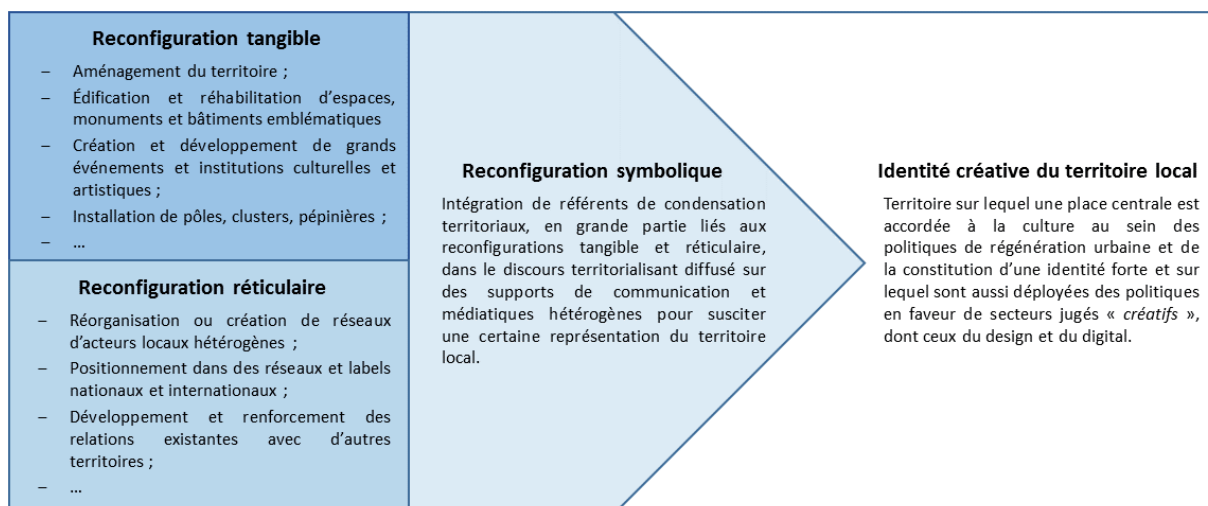 Reconfiguration tangible
– Aménagement du territoire ;
– Édification et réhabilitation d’espaces,
monuments et bâtiments emblématiques
– Création et développement de grands
événements et institutions culturelles et
artistiques ;
– Installation de pôles, clusters, pépinières ;
– ...
Reconfiguration réticulaire
– Réorganisation ou création de réseaux
d’acteurs locaux hétérogènes ;
– Positionnement dans des réseaux et labels
nationaux et internationaux ;
– Développement et renforcement des
relations existantes avec d’autres
territoires ;
– ...
Reconfiguration symbolique
Intégration de référents de condensation
territoriaux, en grande partie liés aux
reconfigurations tangible et réticulaire,
dans le discours territorialisant diffusé sur
des supports de communication et
médiatiques hétérogènes pour susciter
une certaine représentation du territoire
local.
Identité créative du territoire local
Territoire sur lequel une place centrale est
accordée à la culture au sein des
politiques de régénération urbaine et de
la constitution d’une identité forte et sur
lequel sont aussi déployées des politiques
en faveur de secteurs jugés « créatifs »,
dont ceux du design et du digital.